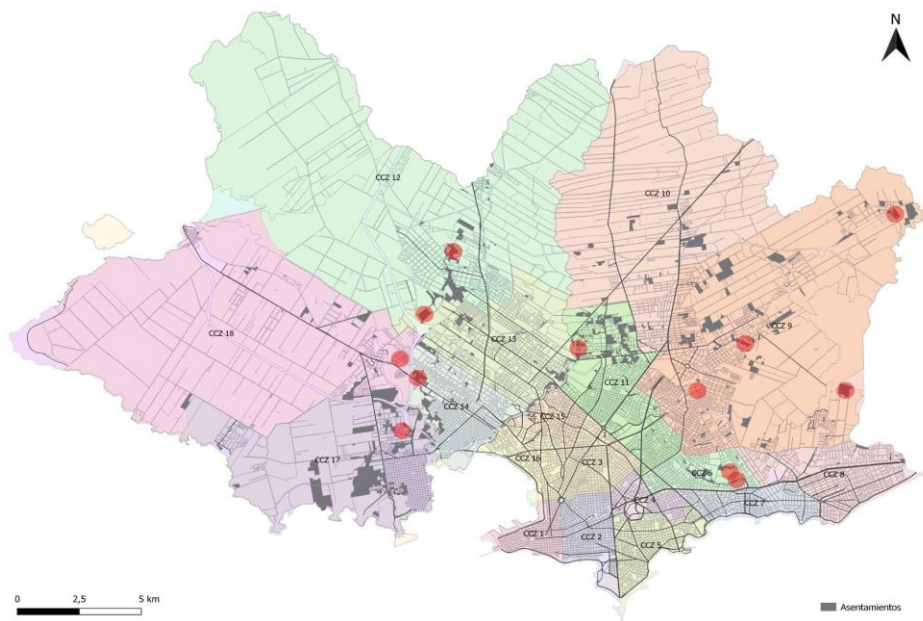 N
CCZ 12
CCZ 10
CCZ 9
CCZ 18
CCZ 13
CCZ 11
CCZ 14
CCZ 15
CCZ 16
CCZ 3
CCZ 17
CCZ 6
CCZ 8
CCZ 4
CCZ 7
CCZ 1
CCZ 2
CCZ 5
0 2,5 5 km
Asentamientos